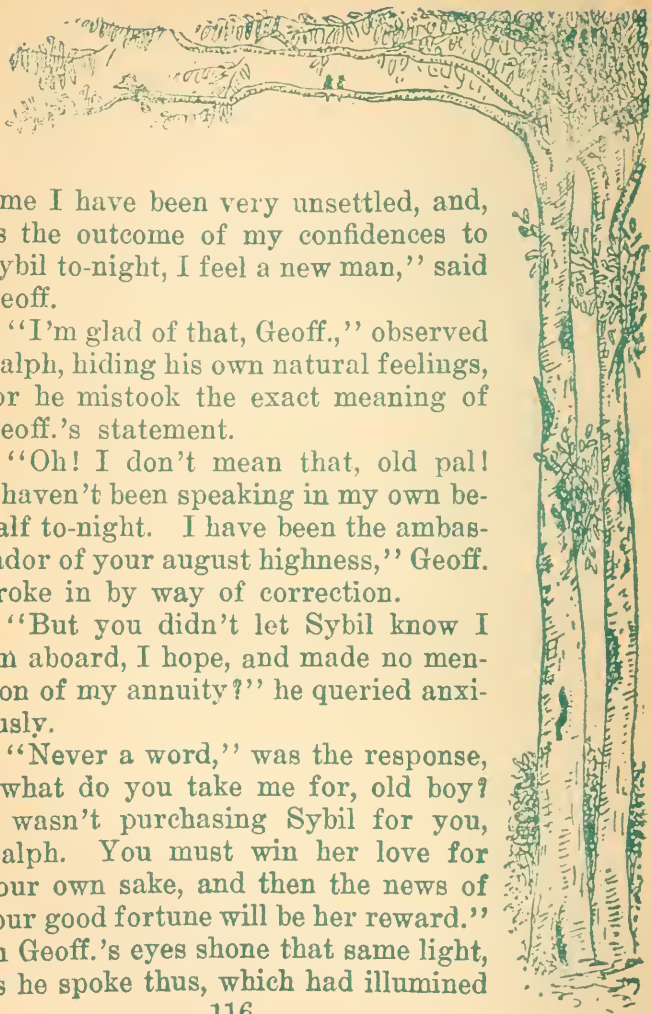 me I have been very unsettled, and,
s the outcome of my confidences to
ybil to-night, I feel a new man,” said
eoff.
“I'm glad of that, Geoff.,” observed
alph, hiding his own natural feelings,
or he mistook the exact meaning of
eoff.'s statement.
“Oh! I don't mean that, old pal!
haven't been speaking in my own be-
alf to-night. I have been the ambas-
ador of your august highness,” Geoff.
roke in by way of correction.
“But you didn't let Sybil know I
m aboard, I hope, and made no men-
on of my annuity?” he queried anxi-
usly.
“Never a word,” was the response,
what do you take me for, old boy?
wasn't purchasing Sybil for you,
alph. You must win her love for
our own sake, and then the news of
our good fortune will be her reward.”
n Geoff.'s eyes shone that same light,
s he spoke thus, which had illumined
116